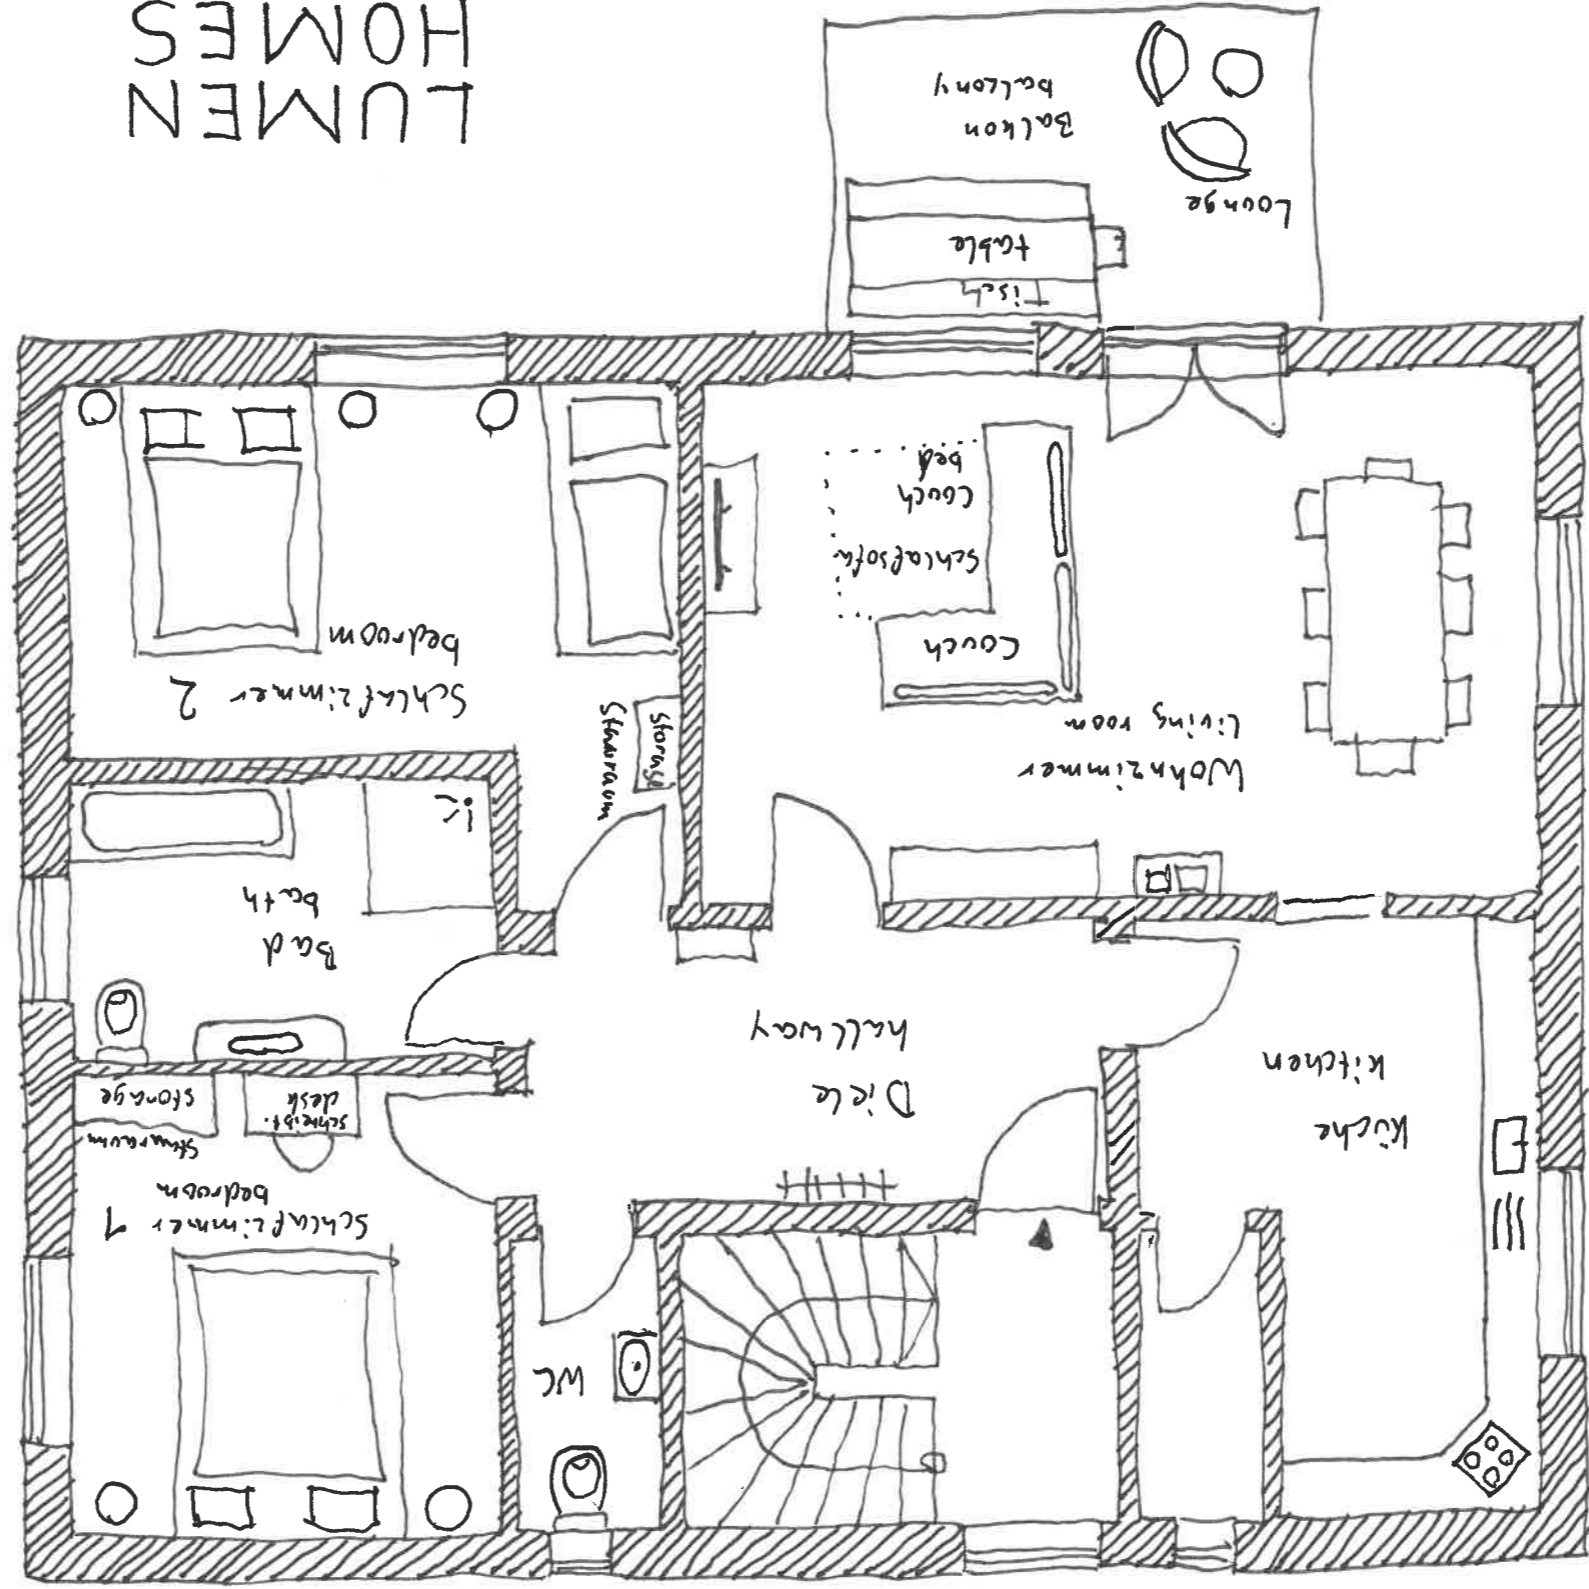 WC
Schlafzimmer 1
bedroom
Stauraum
storage
Schreibt.
desk
Küche
kitchen
Diele
hallway
Bad
bath
Wohnzimmer
living room
Couch
Schlafsofa
Couch
bed
Stauraum
storage
Schlafzimmer 2
bedroom
Tisch
table
Lounge
Balkon
balcony
LUMEN
HOMES